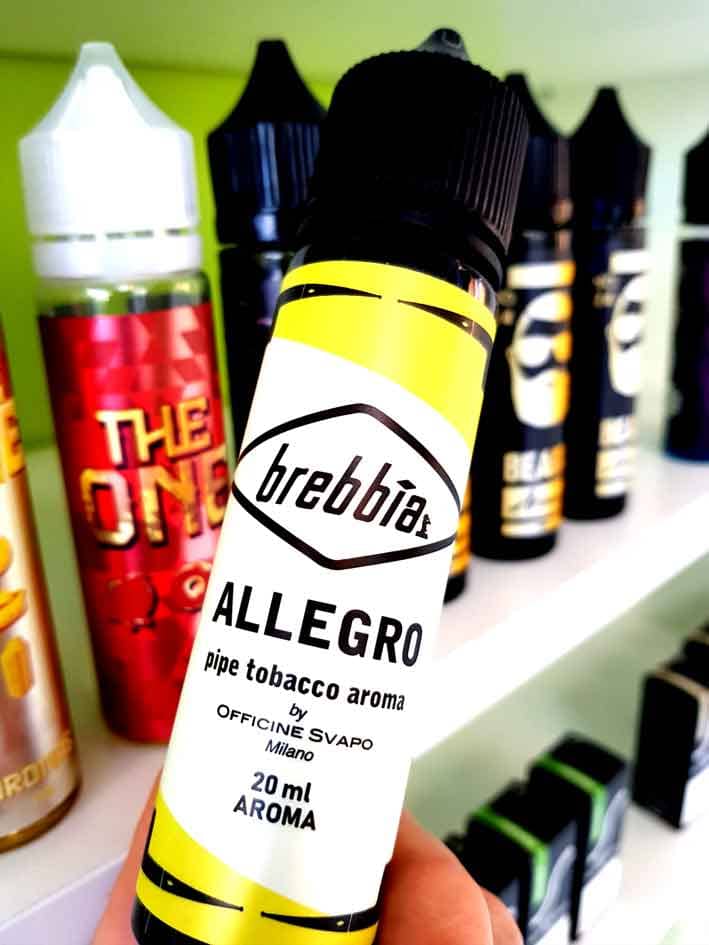 THE
ONE
brebbia
ALLEGRO
pipe tobacco aroma
by
OFFICINE SVAPO
Milano
20 ml
AROMA